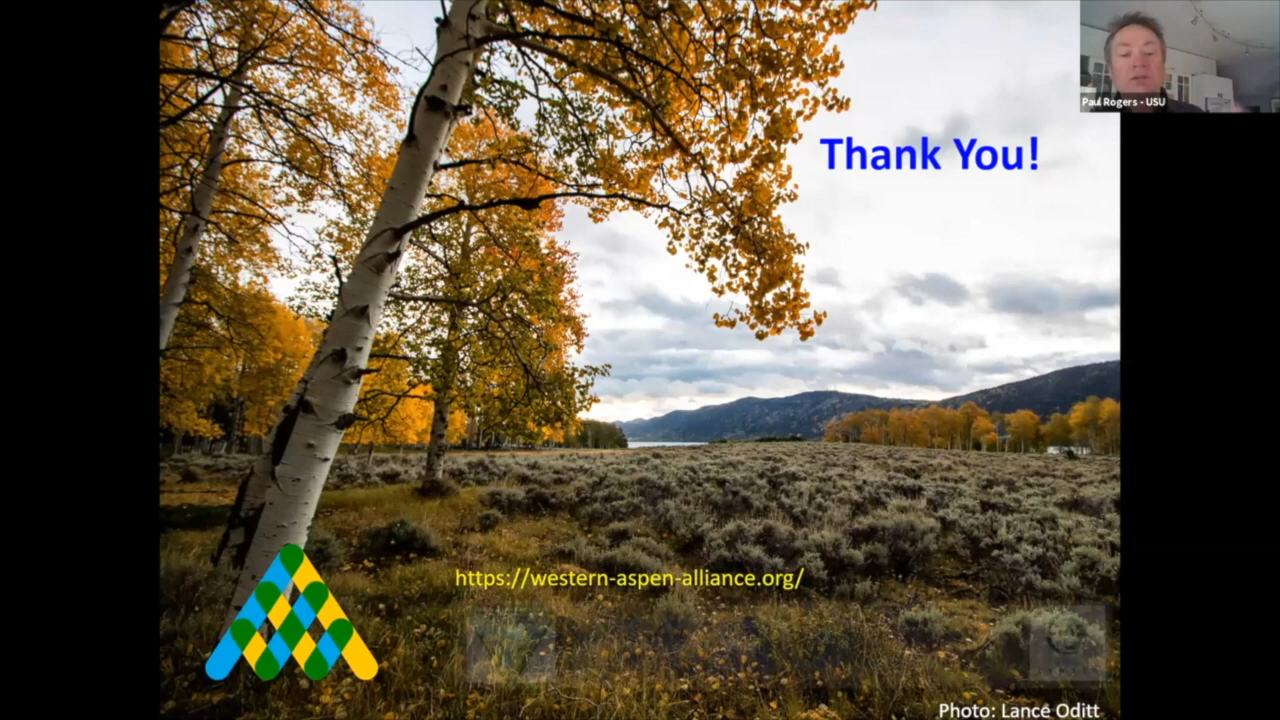 Paul Rogers - USU
Thank You!
https://western-aspen-alliance.org/
Photo: Lance Oditt